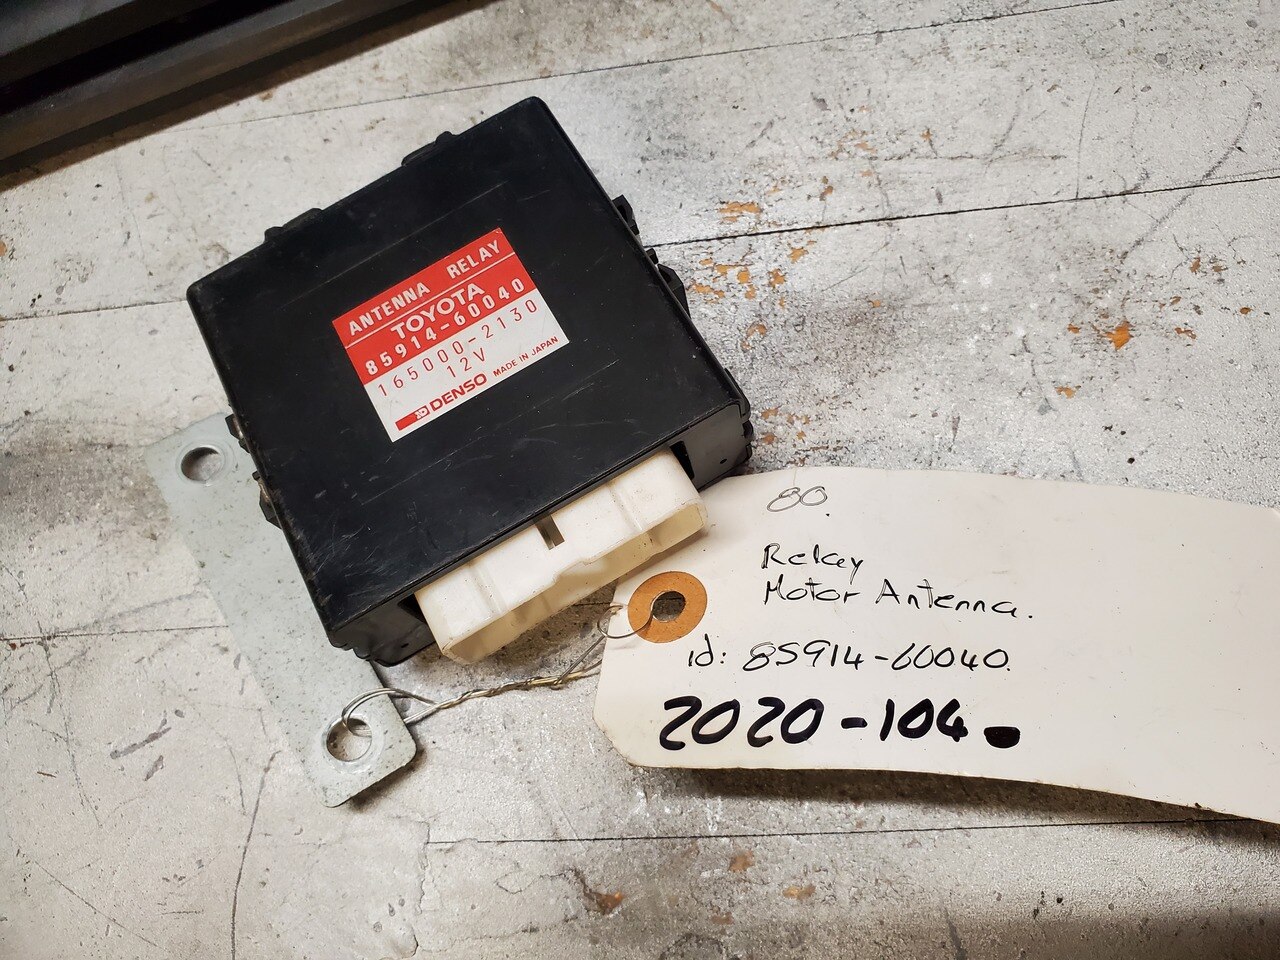 ANTENNA RELAY
TOYOTA
85914-60040
165000-2130
12V
DENSO MADE IN JAPAN
80.
Relay
Motor Antenna.
id: 85914-60040.
2020-104.